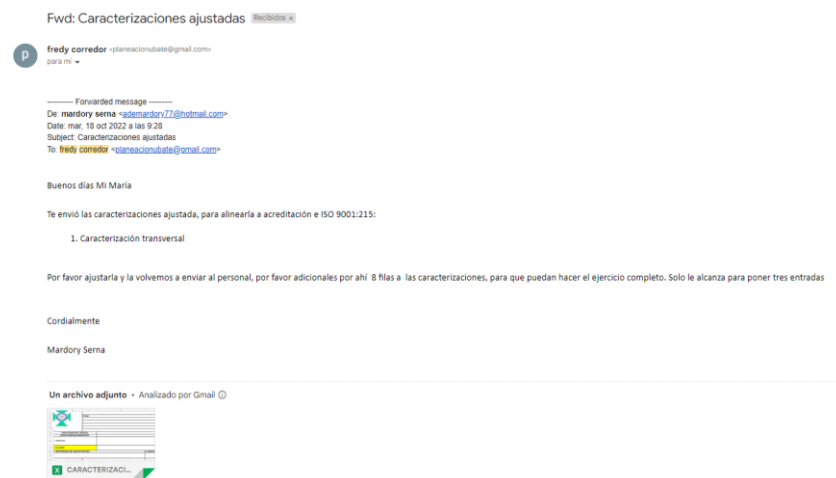 Fwd: Caracterizaciones ajustadas Recibidos x
p
fredy corredor <planeacionubate@gmail.com>
para mi
---------- Forwarded message ---------
De: mardory serna <ademardory77@hotmail.com>
Date: mar, 18 oct 2022 a las 9:28
Subject: Caracterizaciones ajustadas
To: fredy corredor <planeacionubate@gmail.com>
Buenos días Mi María
Te envió las caracterizaciones ajustada, para alinearla a acreditación e ISO 9001:215:
1. Caracterización transversal
Por favor ajustarla y la volvemos a enviar al personal, por favor adicionales por ahí 8 filas a las caracterizaciones, para que puedan hacer el ejercicio completo. Solo le alcanza para poner tres entradas
Cordialmente
Mardory Serna
Un archivo adjunto • Analizado por Gmail
X CARACTERIZACI...